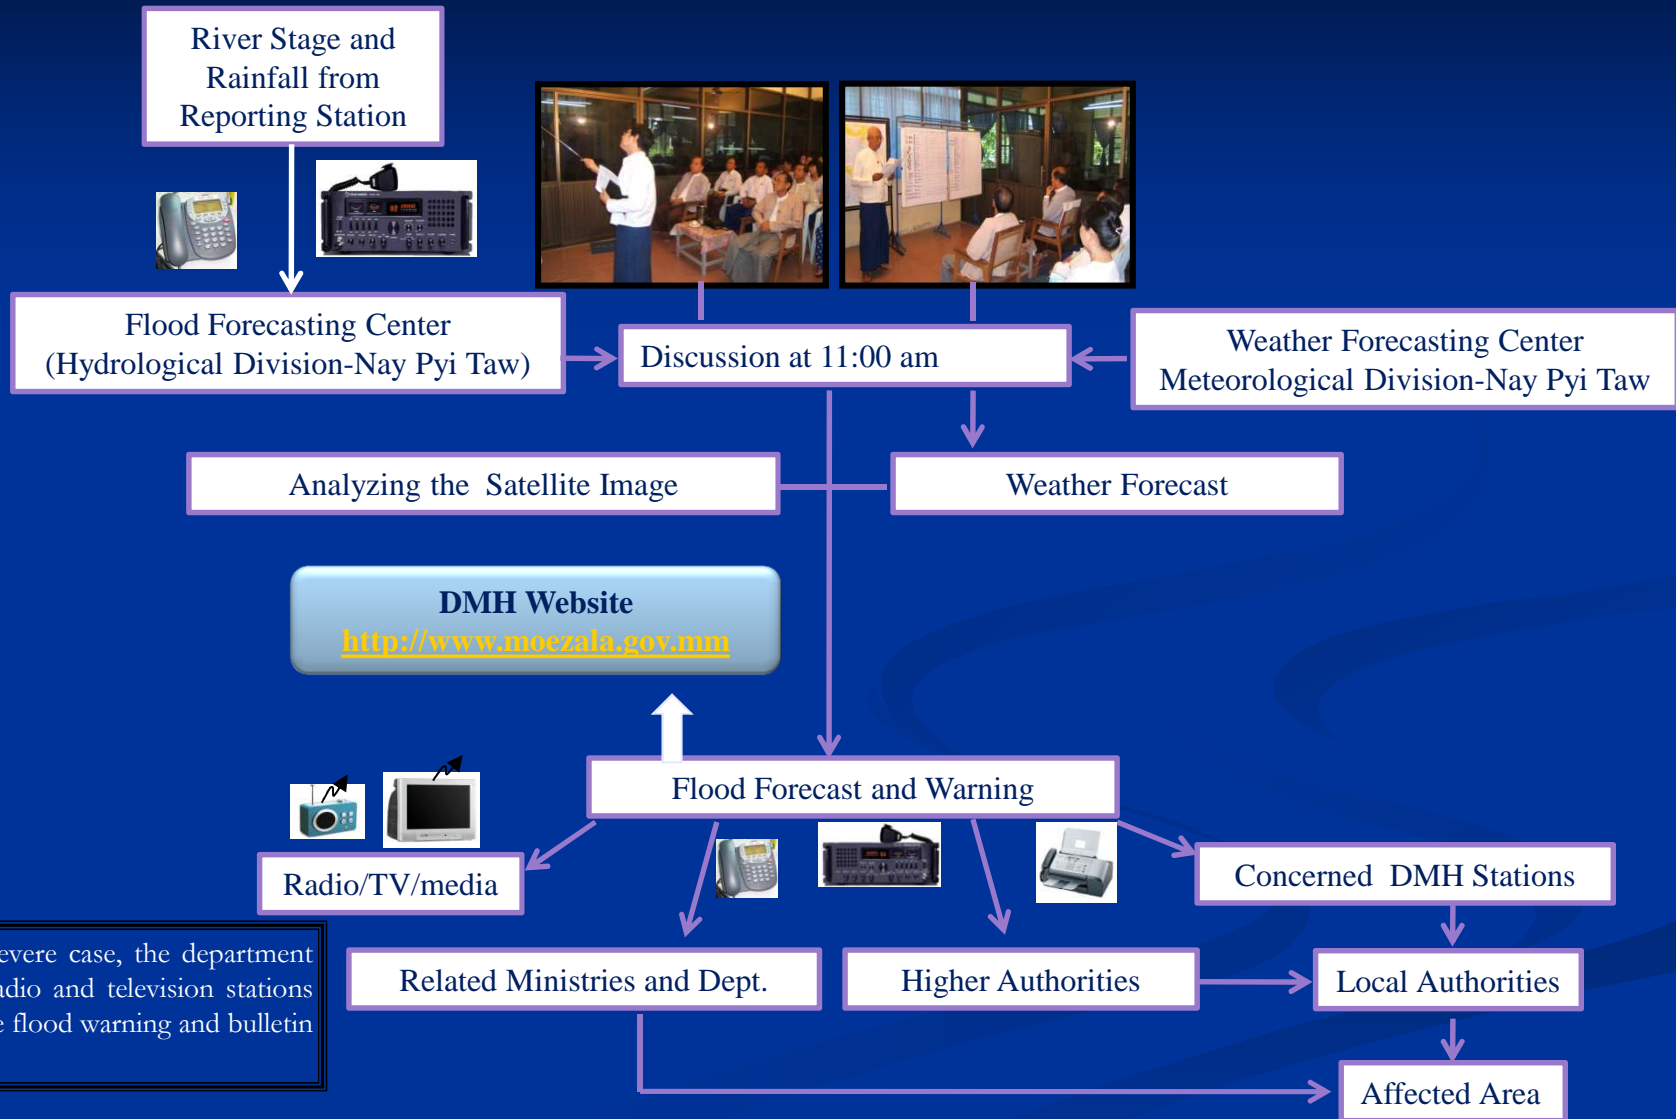 River Stage and
Rainfall from
Reporting Station
Flood Forecasting Center
(Hydrological Division-Nay Pyi Taw)
Discussion at 11:00 am
Weather Forecasting Center
Meteorological Division-Nay Pyi Taw
Analyzing the Satellite Image
Weather Forecast
DMH Website
http://www.moezala.gov.mm
Flood Forecast and Warning
Radio/TV/media
Concerned DMH Stations
evere case, the department
adio and television stations
e flood warning and bulletin
Related Ministries and Dept.
Higher Authorities
Local Authorities
Affected Area